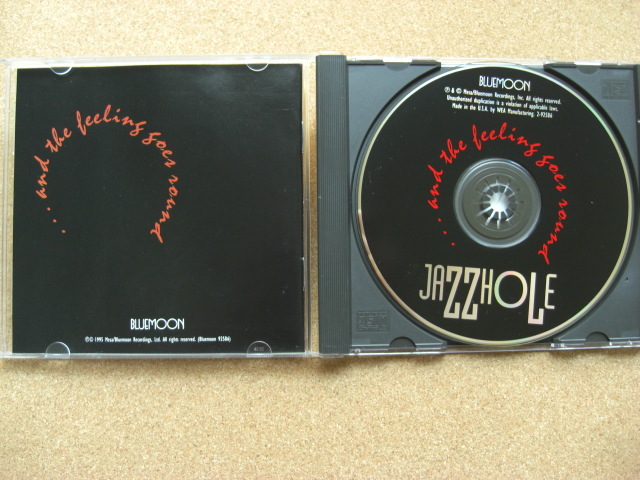 ... and the feeling goes round
BLUEMOON
℗© 1995 Mesa/Bluemoon Recordings, Ltd. All rights reserved. (Bluemoon 92586)
BLUEMOON
℗ & © Mesa/Bluemoon Recordings, Inc. All rights reserved.
Unauthorized duplication is a violation of applicable laws.
Made in the U.S.A. by WEA Manufacturing. 2-92586
... and the feeling goes round
JAZZHOLE